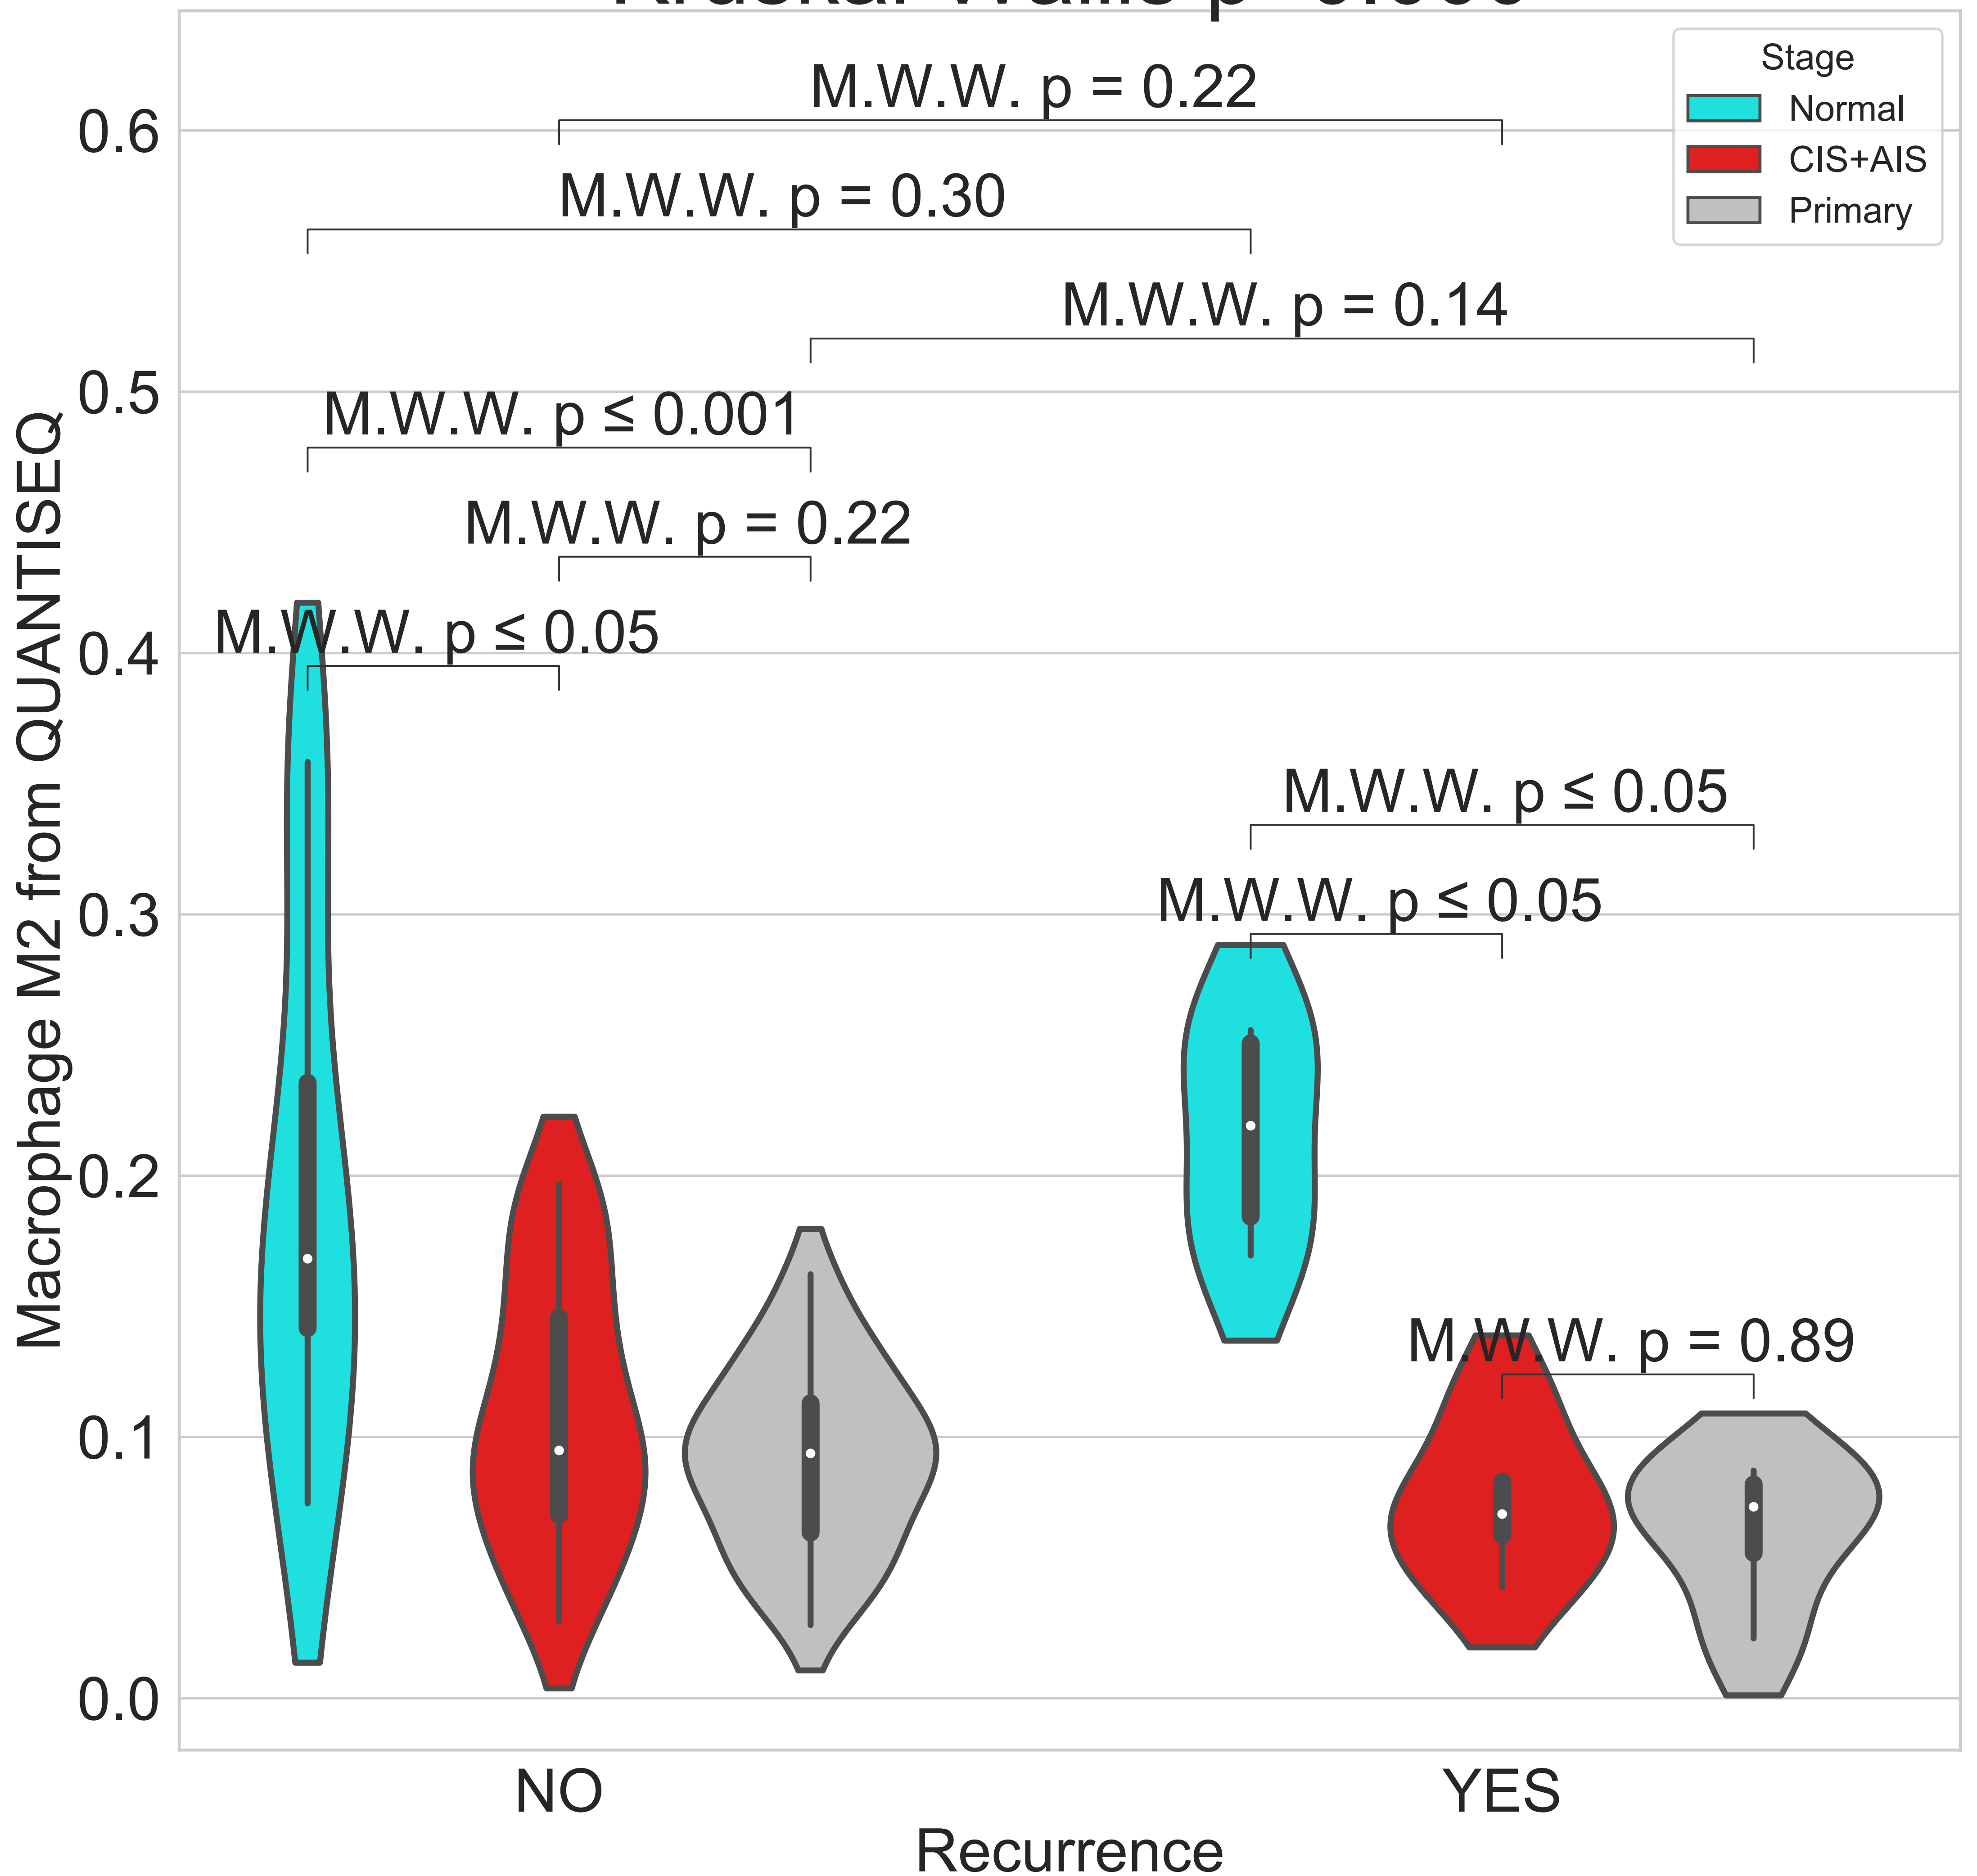 Stage
Normal
CIS+AIS
Primary
M.W.W. p = 0.22
M.W.W. p = 0.30
M.W.W. p = 0.14
M.W.W. p ≤ 0.001
M.W.W. p = 0.22
M.W.W. p ≤ 0.05
M.W.W. p ≤ 0.05
M.W.W. p ≤ 0.05
M.W.W. p = 0.89
Macrophage M2 from QUANTISEQ
0.6
0.5
0.4
0.3
0.2
0.1
0.0
NO
YES
Recurrence